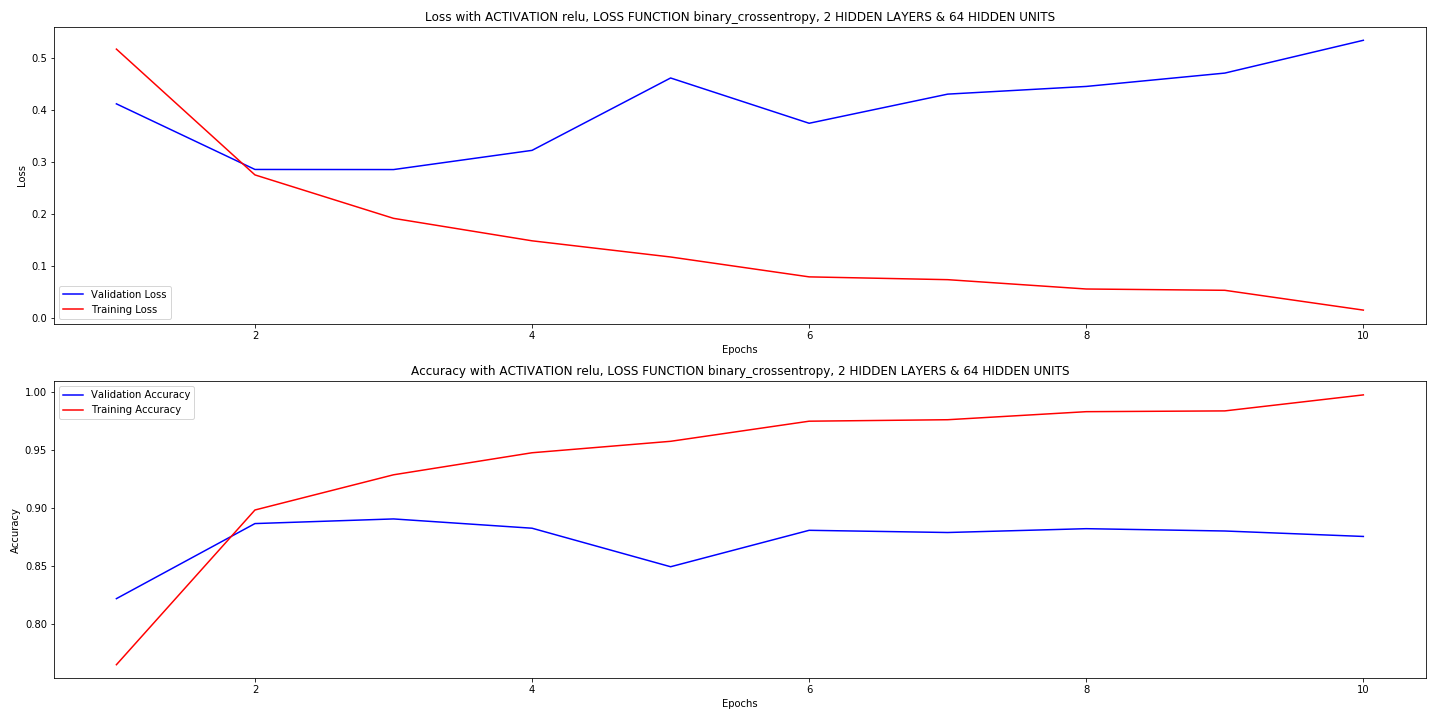 Loss with ACTIVATION relu, LOSS FUNCTION binary_crossentropy, 2 HIDDEN LAYERS & 64 HIDDEN UNITS
0.5
0.4
0.3
0.2
0.1
0.0
Loss
Validation Loss
Training Loss
2 4 6 8 10
Epochs
Accuracy with ACTIVATION relu, LOSS FUNCTION binary_crossentropy, 2 HIDDEN LAYERS & 64 HIDDEN UNITS
1.00
0.95
0.90
0.85
0.80
Accuracy
Validation Accuracy
Training Accuracy
2 4 6 8 10
Epochs